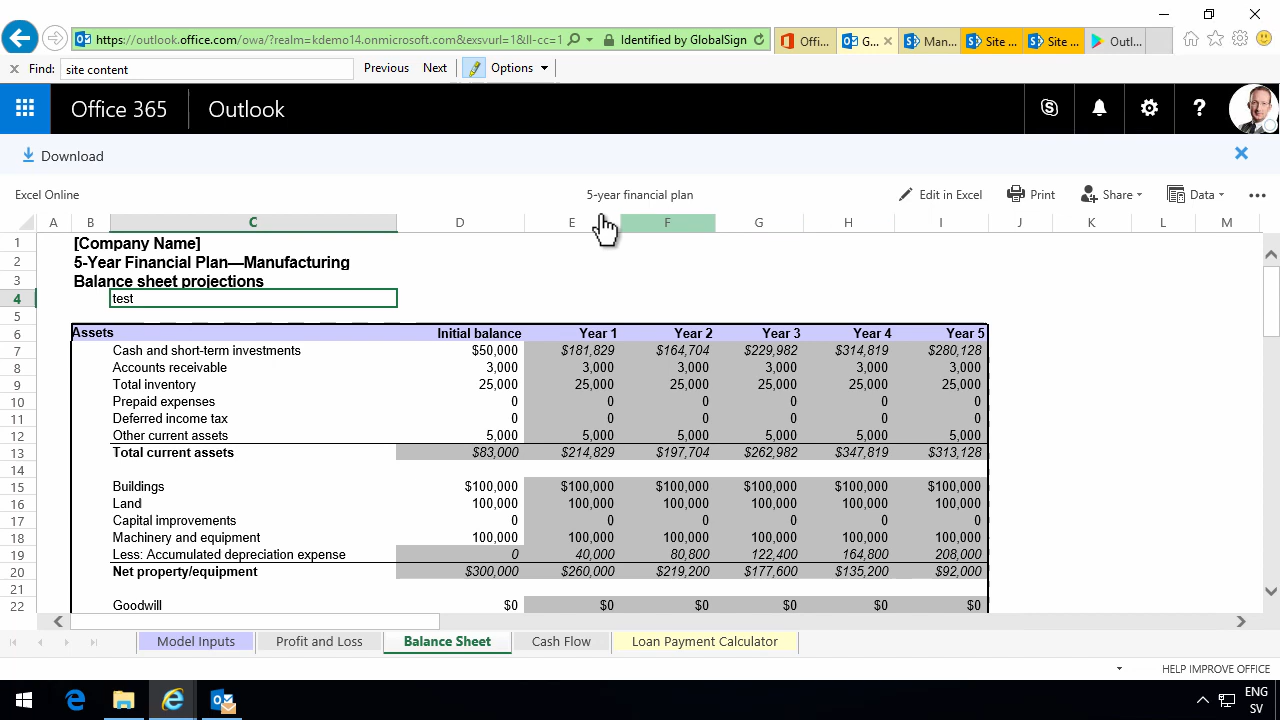 https://outlook.office.com/owa/?realm=kdemo14.onmicrosoft.com&exsvurl=1&ll-cc=1 Identified by GlobalSign Offi... G... Man... Site ... Site ... Outl...
Find: site content Previous Next Options
Office 365 Outlook ?
Download
Excel Online 5-year financial plan Edit in Excel Print Share Data
A B C D E F G H I J K L M
1 [Company Name]
2 5-Year Financial Plan—Manufacturing
3 Balance sheet projections
4 test
5
6 Assets Initial balance Year 1 Year 2 Year 3 Year 4 Year 5
7 Cash and short-term investments $50,000 $181,829 $164,704 $229,982 $314,819 $280,128
8 Accounts receivable 3,000 3,000 3,000 3,000 3,000 3,000
9 Total inventory 25,000 25,000 25,000 25,000 25,000 25,000
10 Prepaid expenses 0 0 0 0 0 0
11 Deferred income tax 0 0 0 0 0 0
12 Other current assets 5,000 5,000 5,000 5,000 5,000 5,000
13 Total current assets $83,000 $214,829 $197,704 $262,982 $347,819 $313,128
14
15 Buildings $100,000 $100,000 $100,000 $100,000 $100,000 $100,000
16 Land 100,000 100,000 100,000 100,000 100,000 100,000
17 Capital improvements 0 0 0 0 0 0
18 Machinery and equipment 100,000 100,000 100,000 100,000 100,000 100,000
19 Less: Accumulated depreciation expense 0 40,000 80,800 122,400 164,800 208,000
20 Net property/equipment $300,000 $260,000 $219,200 $177,600 $135,200 $92,000
21
22 Goodwill $0 $0 $0 $0 $0 $0
Model Inputs Profit and Loss Balance Sheet Cash Flow Loan Payment Calculator
HELP IMPROVE OFFICE
ENG
SV